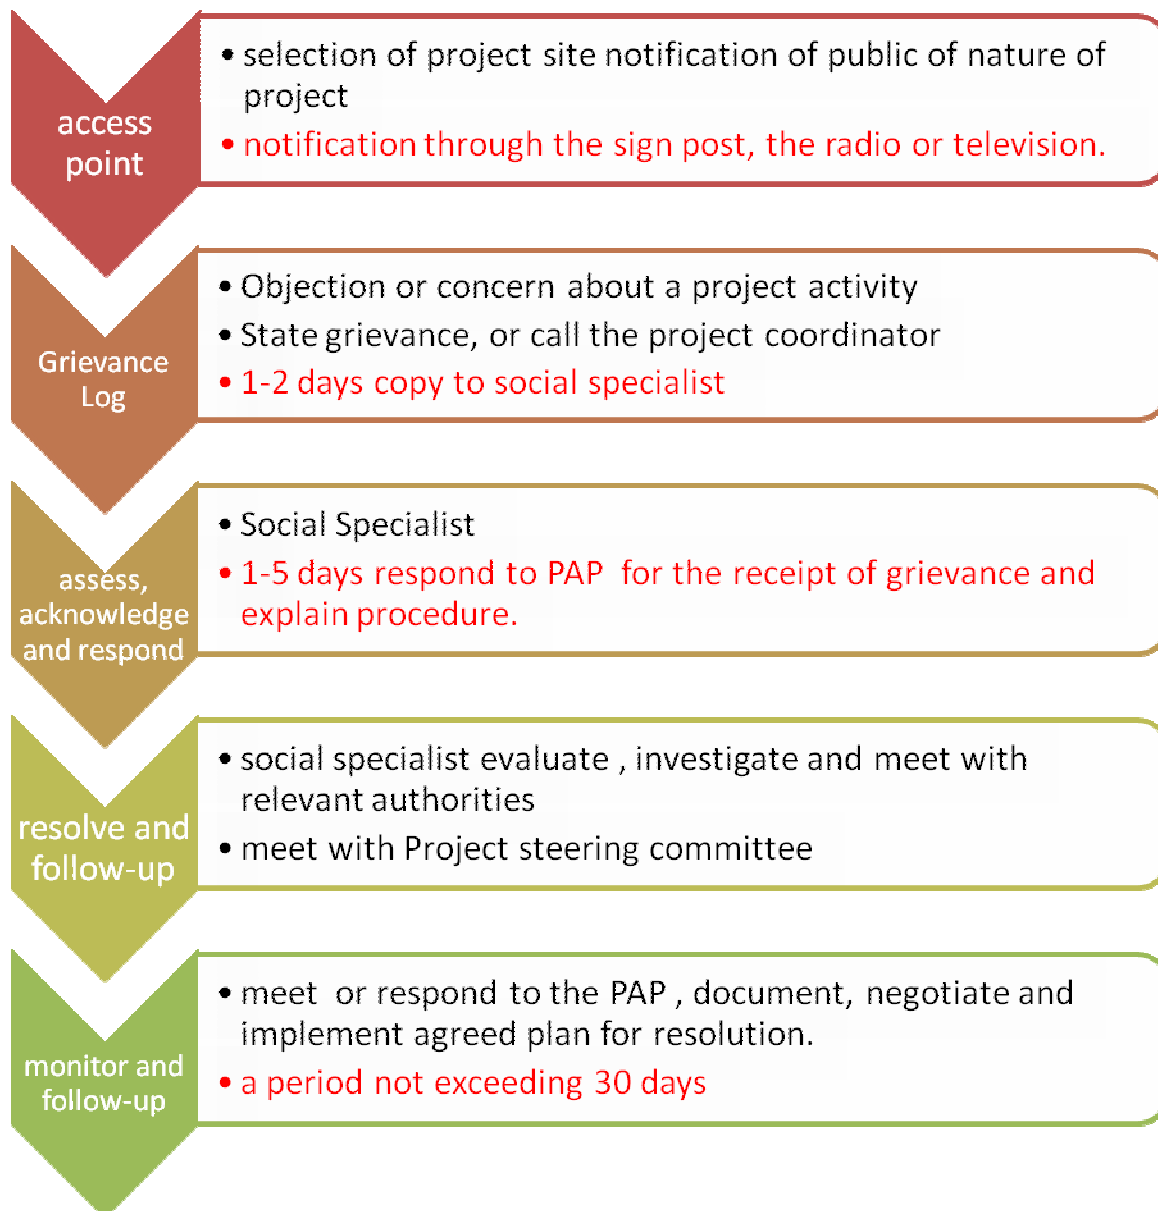 access
point
• selection of project site notification of public of nature of
project
• notification through the sign post, the radio or television.
Grievance
Log
• Objection or concern about a project activity
• State grievance, or call the project coordinator
• 1-2 days copy to social specialist
assess,
acknowledge
and respond
• Social Specialist
• 1-5 days respond to PAP  for the receipt of grievance and
explain procedure.
resolve and
follow-up
• social specialist evaluate , investigate and meet with
relevant authorities
• meet with Project steering committee
monitor and
follow-up
• meet  or respond to the PAP , document, negotiate and
implement agreed plan for resolution.
• a period not exceeding 30 days